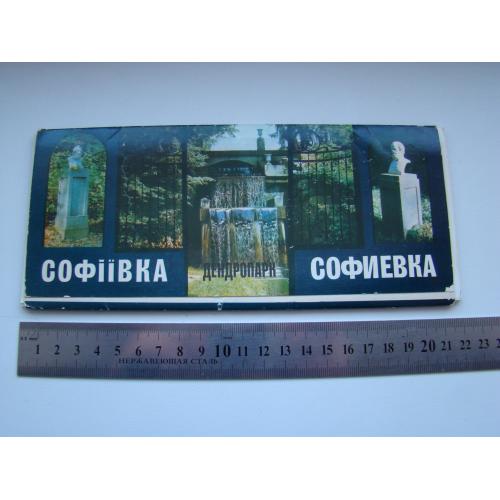 СОФІЇВКА
ДЕНДРОПАРК
СОФИЕВКА
1 2 3 4 5 6 7 8 9 10 11 12 13 14 15 16 17 18 19 20 21 22 23
НЕРЖАВЕЮЩАЯ СТАЛЬ